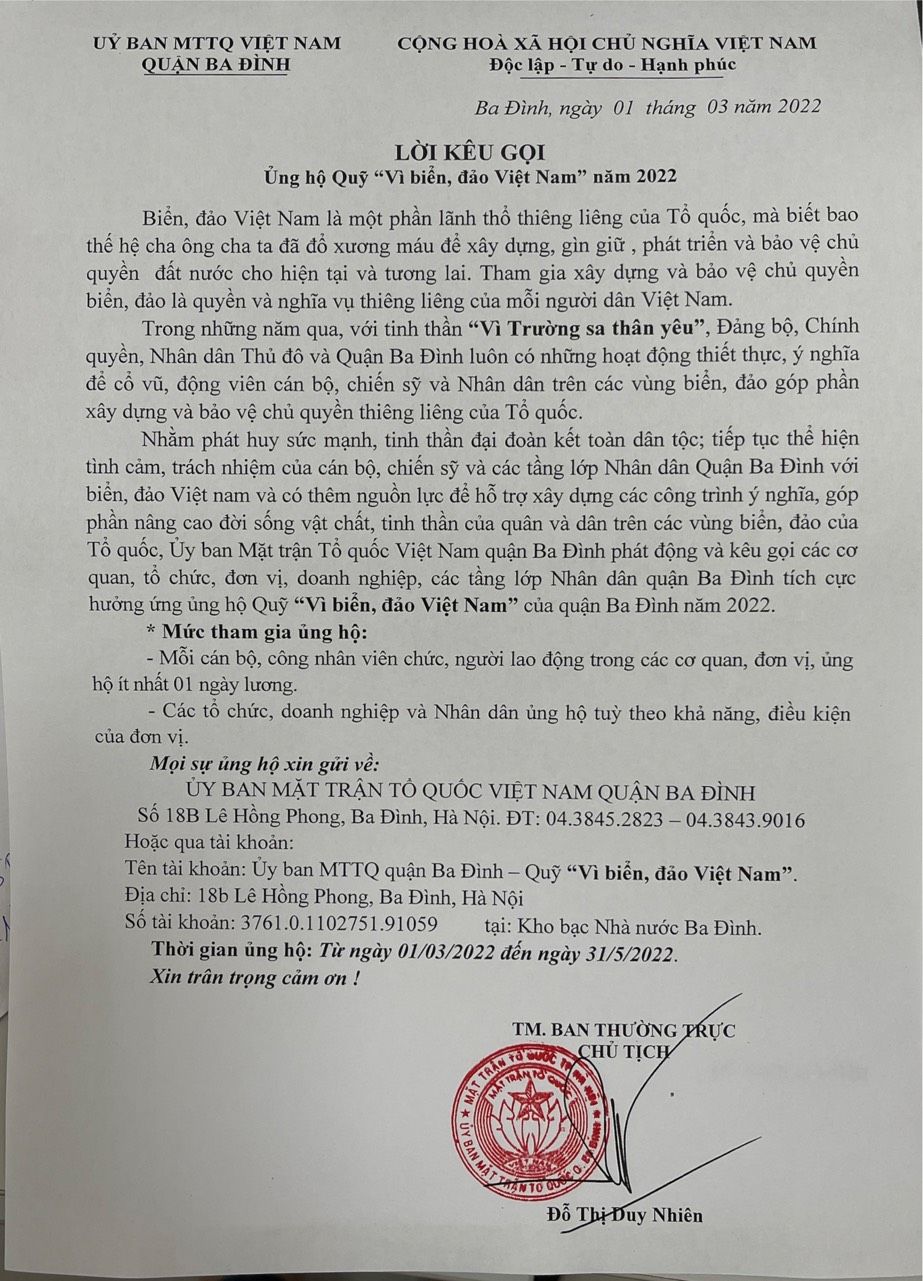 UỶ BAN MTTQ VIỆT NAM
QUẬN BA ĐÌNH
CỘNG HOÀ XÃ HỘI CHỦ NGHĨA VIỆT NAM
Độc lập - Tự do - Hạnh phúc
Ba Đình, ngày 01 tháng 03 năm 2022
LỜI KÊU GỌI
Ủng hộ Quỹ “Vì biển, đảo Việt Nam” năm 2022
Biển, đảo Việt Nam là một phần lãnh thổ thiêng liêng của Tổ quốc, mà biết bao
thế hệ cha ông cha ta đã đổ xương máu để xây dựng, gìn giữ , phát triển và bảo vệ chủ
quyền đất nước cho hiện tại và tương lai. Tham gia xây dựng và bảo vệ chủ quyền
biển, đảo là quyền và nghĩa vụ thiêng liêng của mỗi người dân Việt Nam.
Trong những năm qua, với tinh thần “Vì Trường sa thân yêu”, Đảng bộ, Chính
quyền, Nhân dân Thủ đô và Quận Ba Đình luôn có những hoạt động thiết thực, ý nghĩa
để cổ vũ, động viên cán bộ, chiến sỹ và Nhân dân trên các vùng biển, đảo góp phần
xây dựng và bảo vệ chủ quyền thiêng liêng của Tổ quốc.
Nhằm phát huy sức mạnh, tinh thần đại đoàn kết toàn dân tộc; tiếp tục thể hiện
tình cảm, trách nhiệm của cán bộ, chiến sỹ và các tầng lớp Nhân dân Quận Ba Đình với
biển, đảo Việt nam và có thêm nguồn lực để hỗ trợ xây dựng các công trình ý nghĩa, góp
phần nâng cao đời sống vật chất, tinh thần của quân và dân trên các vùng biển, đảo của
Tổ quốc, Ủy ban Mặt trận Tổ quốc Việt Nam quận Ba Đình phát động và kêu gọi các cơ
quan, tổ chức, đơn vị, doanh nghiệp, các tầng lớp Nhân dân quận Ba Đình tích cực
hưởng ứng ủng hộ Quỹ “Vì biển, đảo Việt Nam” của quận Ba Đình năm 2022.
* Mức tham gia ủng hộ:
- Mỗi cán bộ, công nhân viên chức, người lao động trong các cơ quan, đơn vị, ủng
hộ ít nhất 01 ngày lương.
- Các tổ chức, doanh nghiệp và Nhân dân ủng hộ tuỳ theo khả năng, điều kiện
của đơn vị.
Mọi sự ủng hộ xin gửi về:
ỦY BAN MẶT TRẬN TỔ QUỐC VIỆT NAM QUẬN BA ĐÌNH
Số 18B Lê Hồng Phong, Ba Đình, Hà Nội. ĐT: 04.3845.2823 – 04.3843.9016
Hoặc qua tài khoản:
Tên tài khoản: Ủy ban MTTQ quận Ba Đình – Quỹ “Vì biển, đảo Việt Nam”.
Địa chỉ: 18b Lê Hồng Phong, Ba Đình, Hà Nội
Số tài khoản: 3761.0.1102751.91059 tại: Kho bạc Nhà nước Ba Đình.
Thời gian ủng hộ: Từ ngày 01/03/2022 đến ngày 31/5/2022.
Xin trân trọng cảm ơn !
TM. BAN THƯỜNG TRỰC
CHỦ TỊCH
MẶT TRẬN TỔ QUỐC TP HÀ NỘI
MẶT TRẬN TỔ QUỐC
VIỆT NAM
ỦY BAN MẶT TRẬN TỔ QUỐC Q. BA ĐÌNH
Đỗ Thị Duy Nhiên